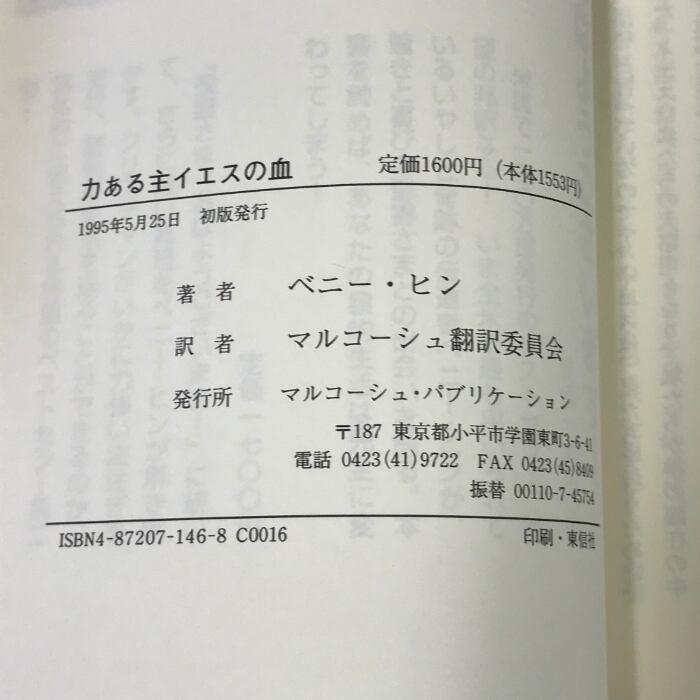 力ある主イエスの血 定価1600円 (本体1553円)
1995年5月25日 初版発行
著者 ベニー・ヒン
訳者 マルコーシュ翻訳委員会
発行所 マルコーシュ・パブリケーション
〒187 東京都小平市学園東町3-6-41
電話 0423(41)9722 FAX 0423(45)8409
振替 00110-7-45754
ISBN4-87207-146-8 C0016 印刷・東信社